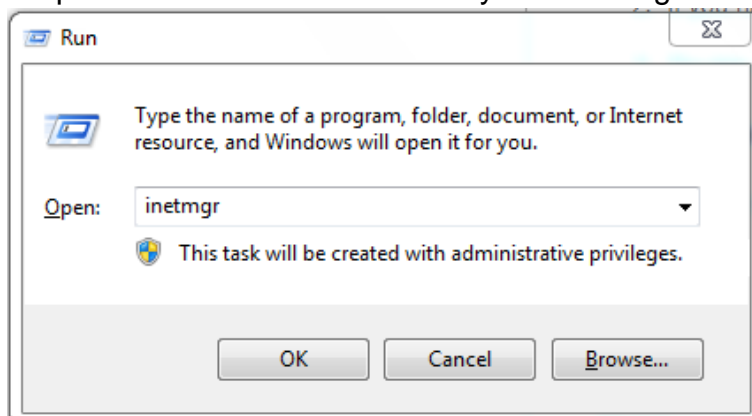 Run
Type the name of a program, folder, document, or Internet
resource, and Windows will open it for you.
Open: inetmgr
This task will be created with administrative privileges.
OK Cancel Browse...